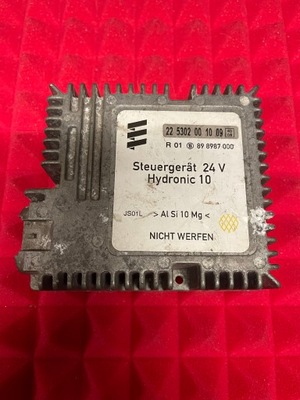 22 5302 00 10 09
R 01 S 89 8987 000
Steuergerät 24 V
Hydronic 10
JS01L > Al Si 10 Mg <
NICHT WERFEN